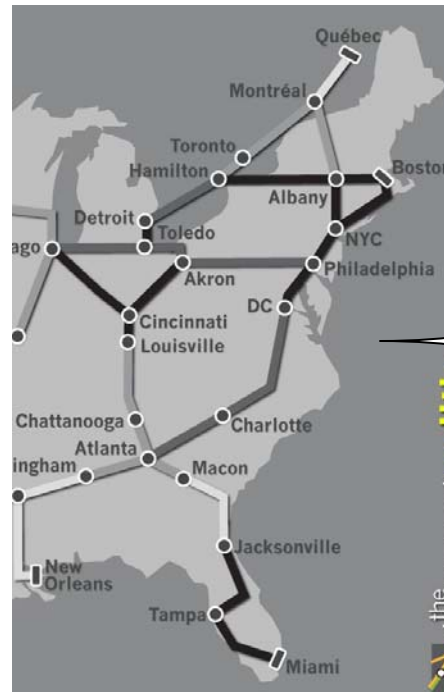 Québec
Montréal
Toronto
Hamilton
Boston
Albany
Detroit
Toledo
NYC
ago
Akron
Philadelphia
DC
Cincinnati
Louisville
Chattanooga
Charlotte
Atlanta
ingham
Macon
Jacksonville
New
Orleans
Tampa
Miami
the